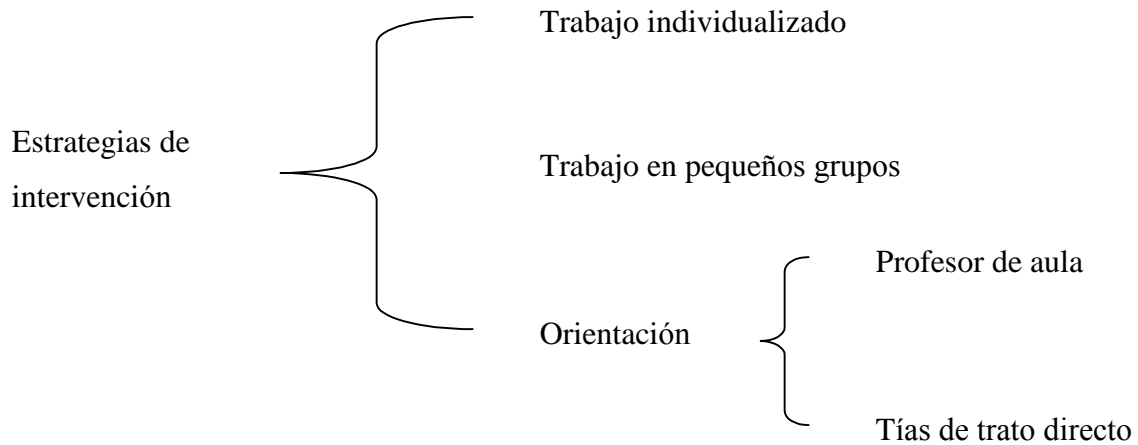 Trabajo individualizado
Estrategias de
intervención
Trabajo en pequeños grupos
Orientación
Profesor de aula
Tías de trato directo